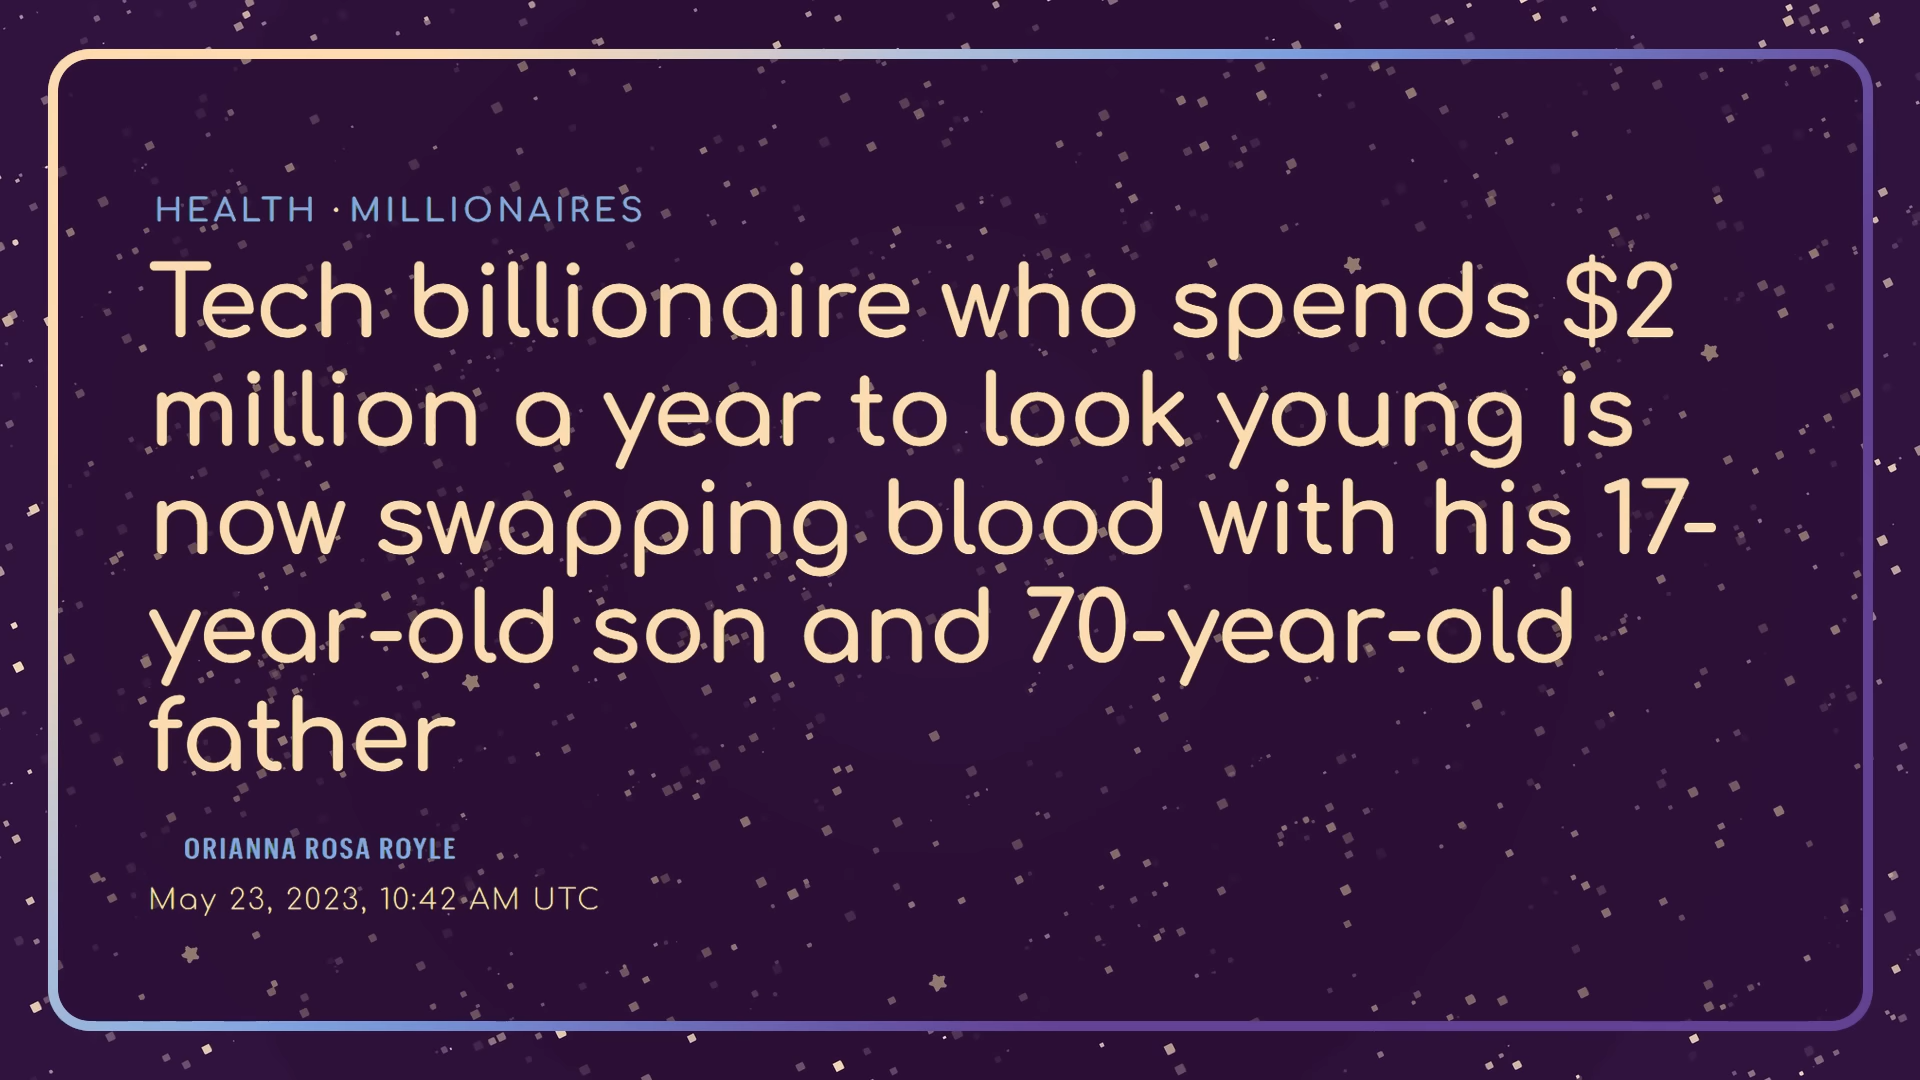 HEALTH · MILLIONAIRES
Tech billionaire who spends $2
million a year to look young is
now swapping blood with his 17-
year-old son and 70-year-old
father
ORIANNA ROSA ROYLE
May 23, 2023, 10:42 AM UTC